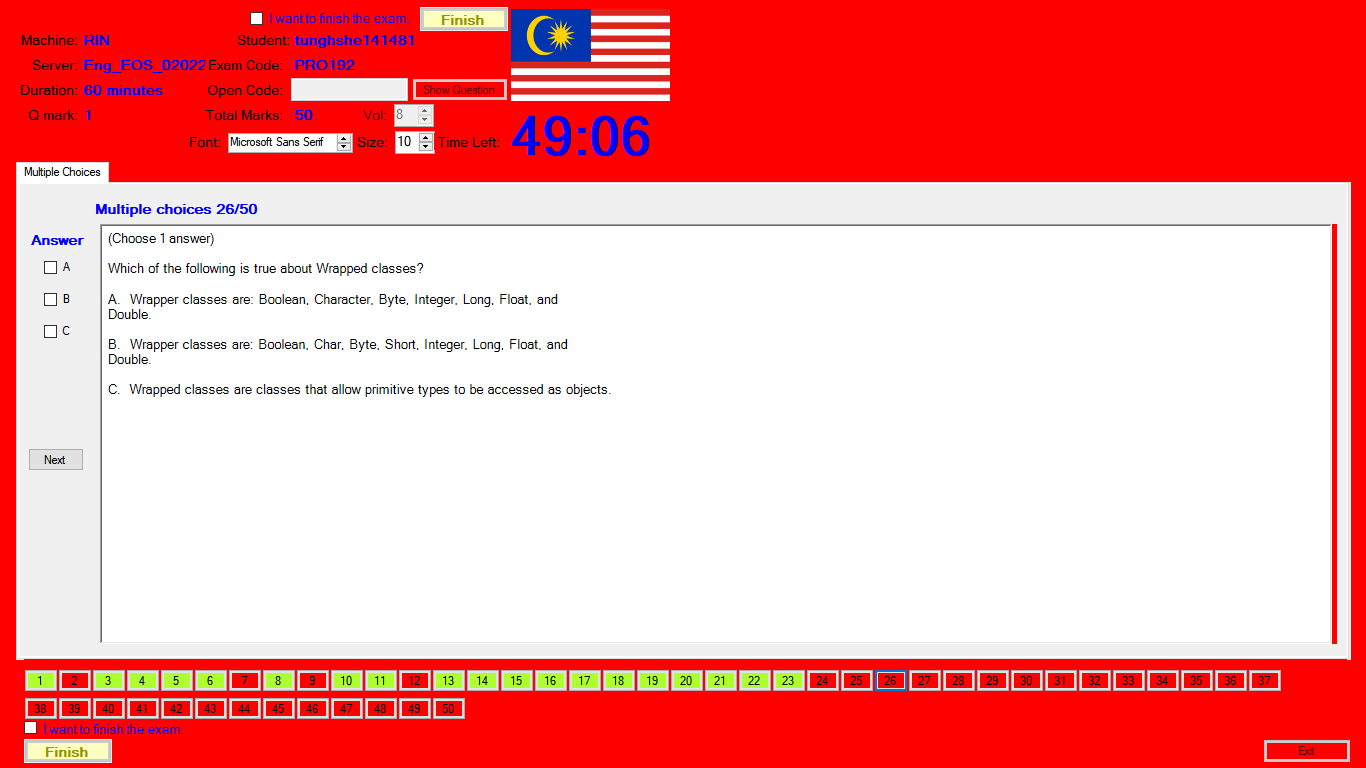 I want to finish the exam.
Finish
Machine: RIN
Student: tunghshe141481
Server: Eng_EOS_02022
Exam Code: PRO192
Duration: 60 minutes
Open Code:
Show Question
Q mark: 1
Total Marks: 50
Vol: 8
Font: Microsoft Sans Serif
Size: 10
Time Left: 49:06
Multiple Choices
Multiple choices 26/50
Answer
A
B
C
Next
(Choose 1 answer)
Which of the following is true about Wrapped classes?
A. Wrapper classes are: Boolean, Character, Byte, Integer, Long, Float, and
Double.
B. Wrapper classes are: Boolean, Char, Byte, Short, Integer, Long, Float, and
Double.
C. Wrapped classes are classes that allow primitive types to be accessed as objects.
1 2 3 4 5 6 7 8 9 10 11 12 13 14 15 16 17 18 19 20 21 22 23 24 25 26 27 28 29 30 31 32 33 34 35 36 37
38 39 40 41 42 43 44 45 46 47 48 49 50
I want to finish the exam.
Finish
Exit